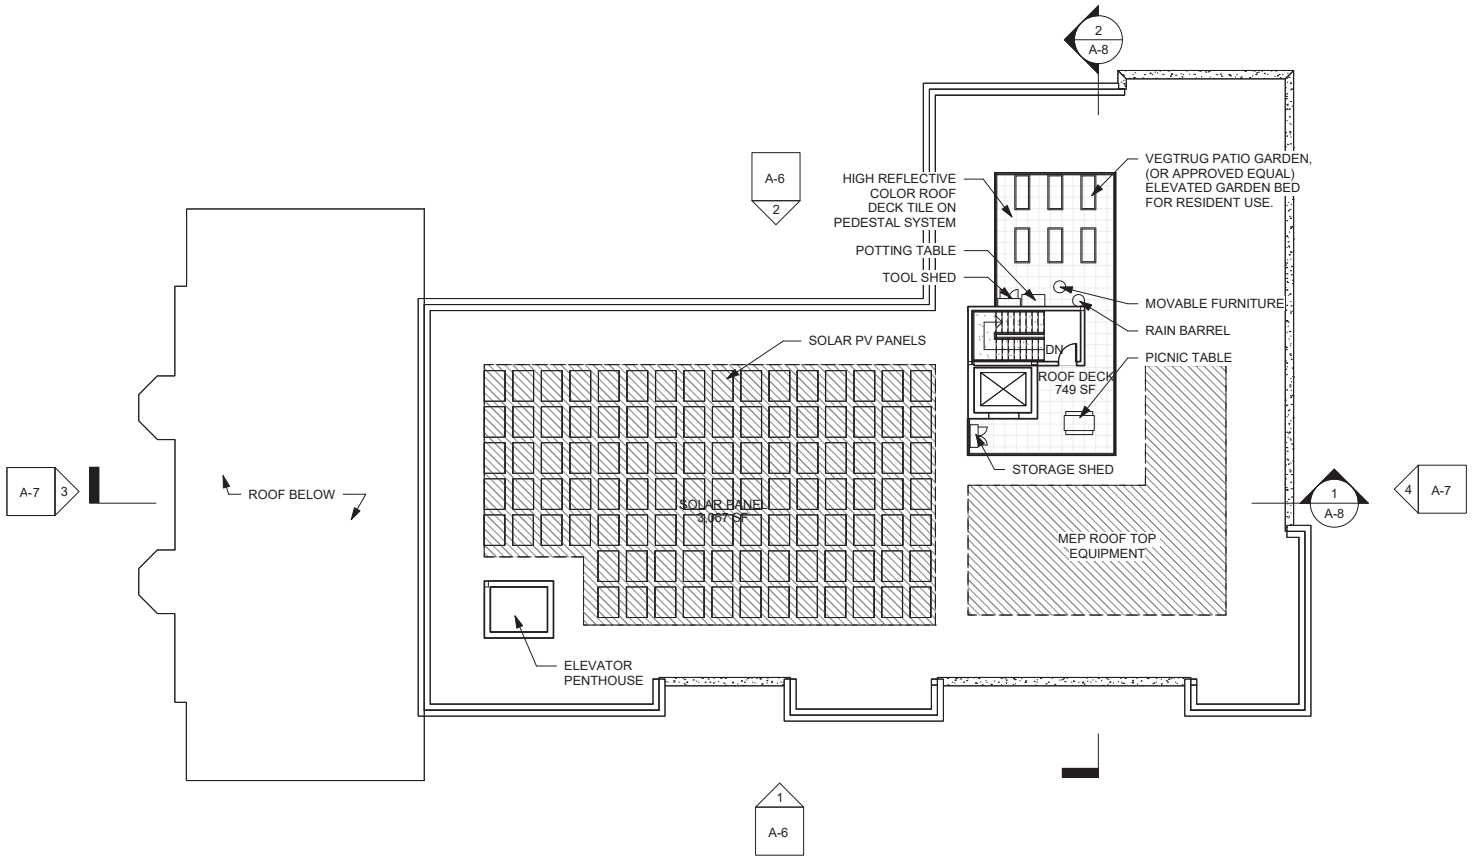 2
A-8
A-6
2
HIGH REFLECTIVE
COLOR ROOF
DECK TILE ON
PEDESTAL SYSTEM
VEGTRUG PATIO GARDEN,
(OR APPROVED EQUAL)
ELEVATED GARDEN BED
FOR RESIDENT USE.
POTTING TABLE
TOOL SHED
MOVABLE FURNITURE
RAIN BARREL
SOLAR PV PANELS
DN
PICNIC TABLE
ROOF DECK
749 SF
STORAGE SHED
A-7
3
ROOF BELOW
SOLAR PANEL
3,067 SF
1
A-8
4
A-7
MEP ROOF TOP
EQUIPMENT
ELEVATOR
PENTHOUSE
1
A-6